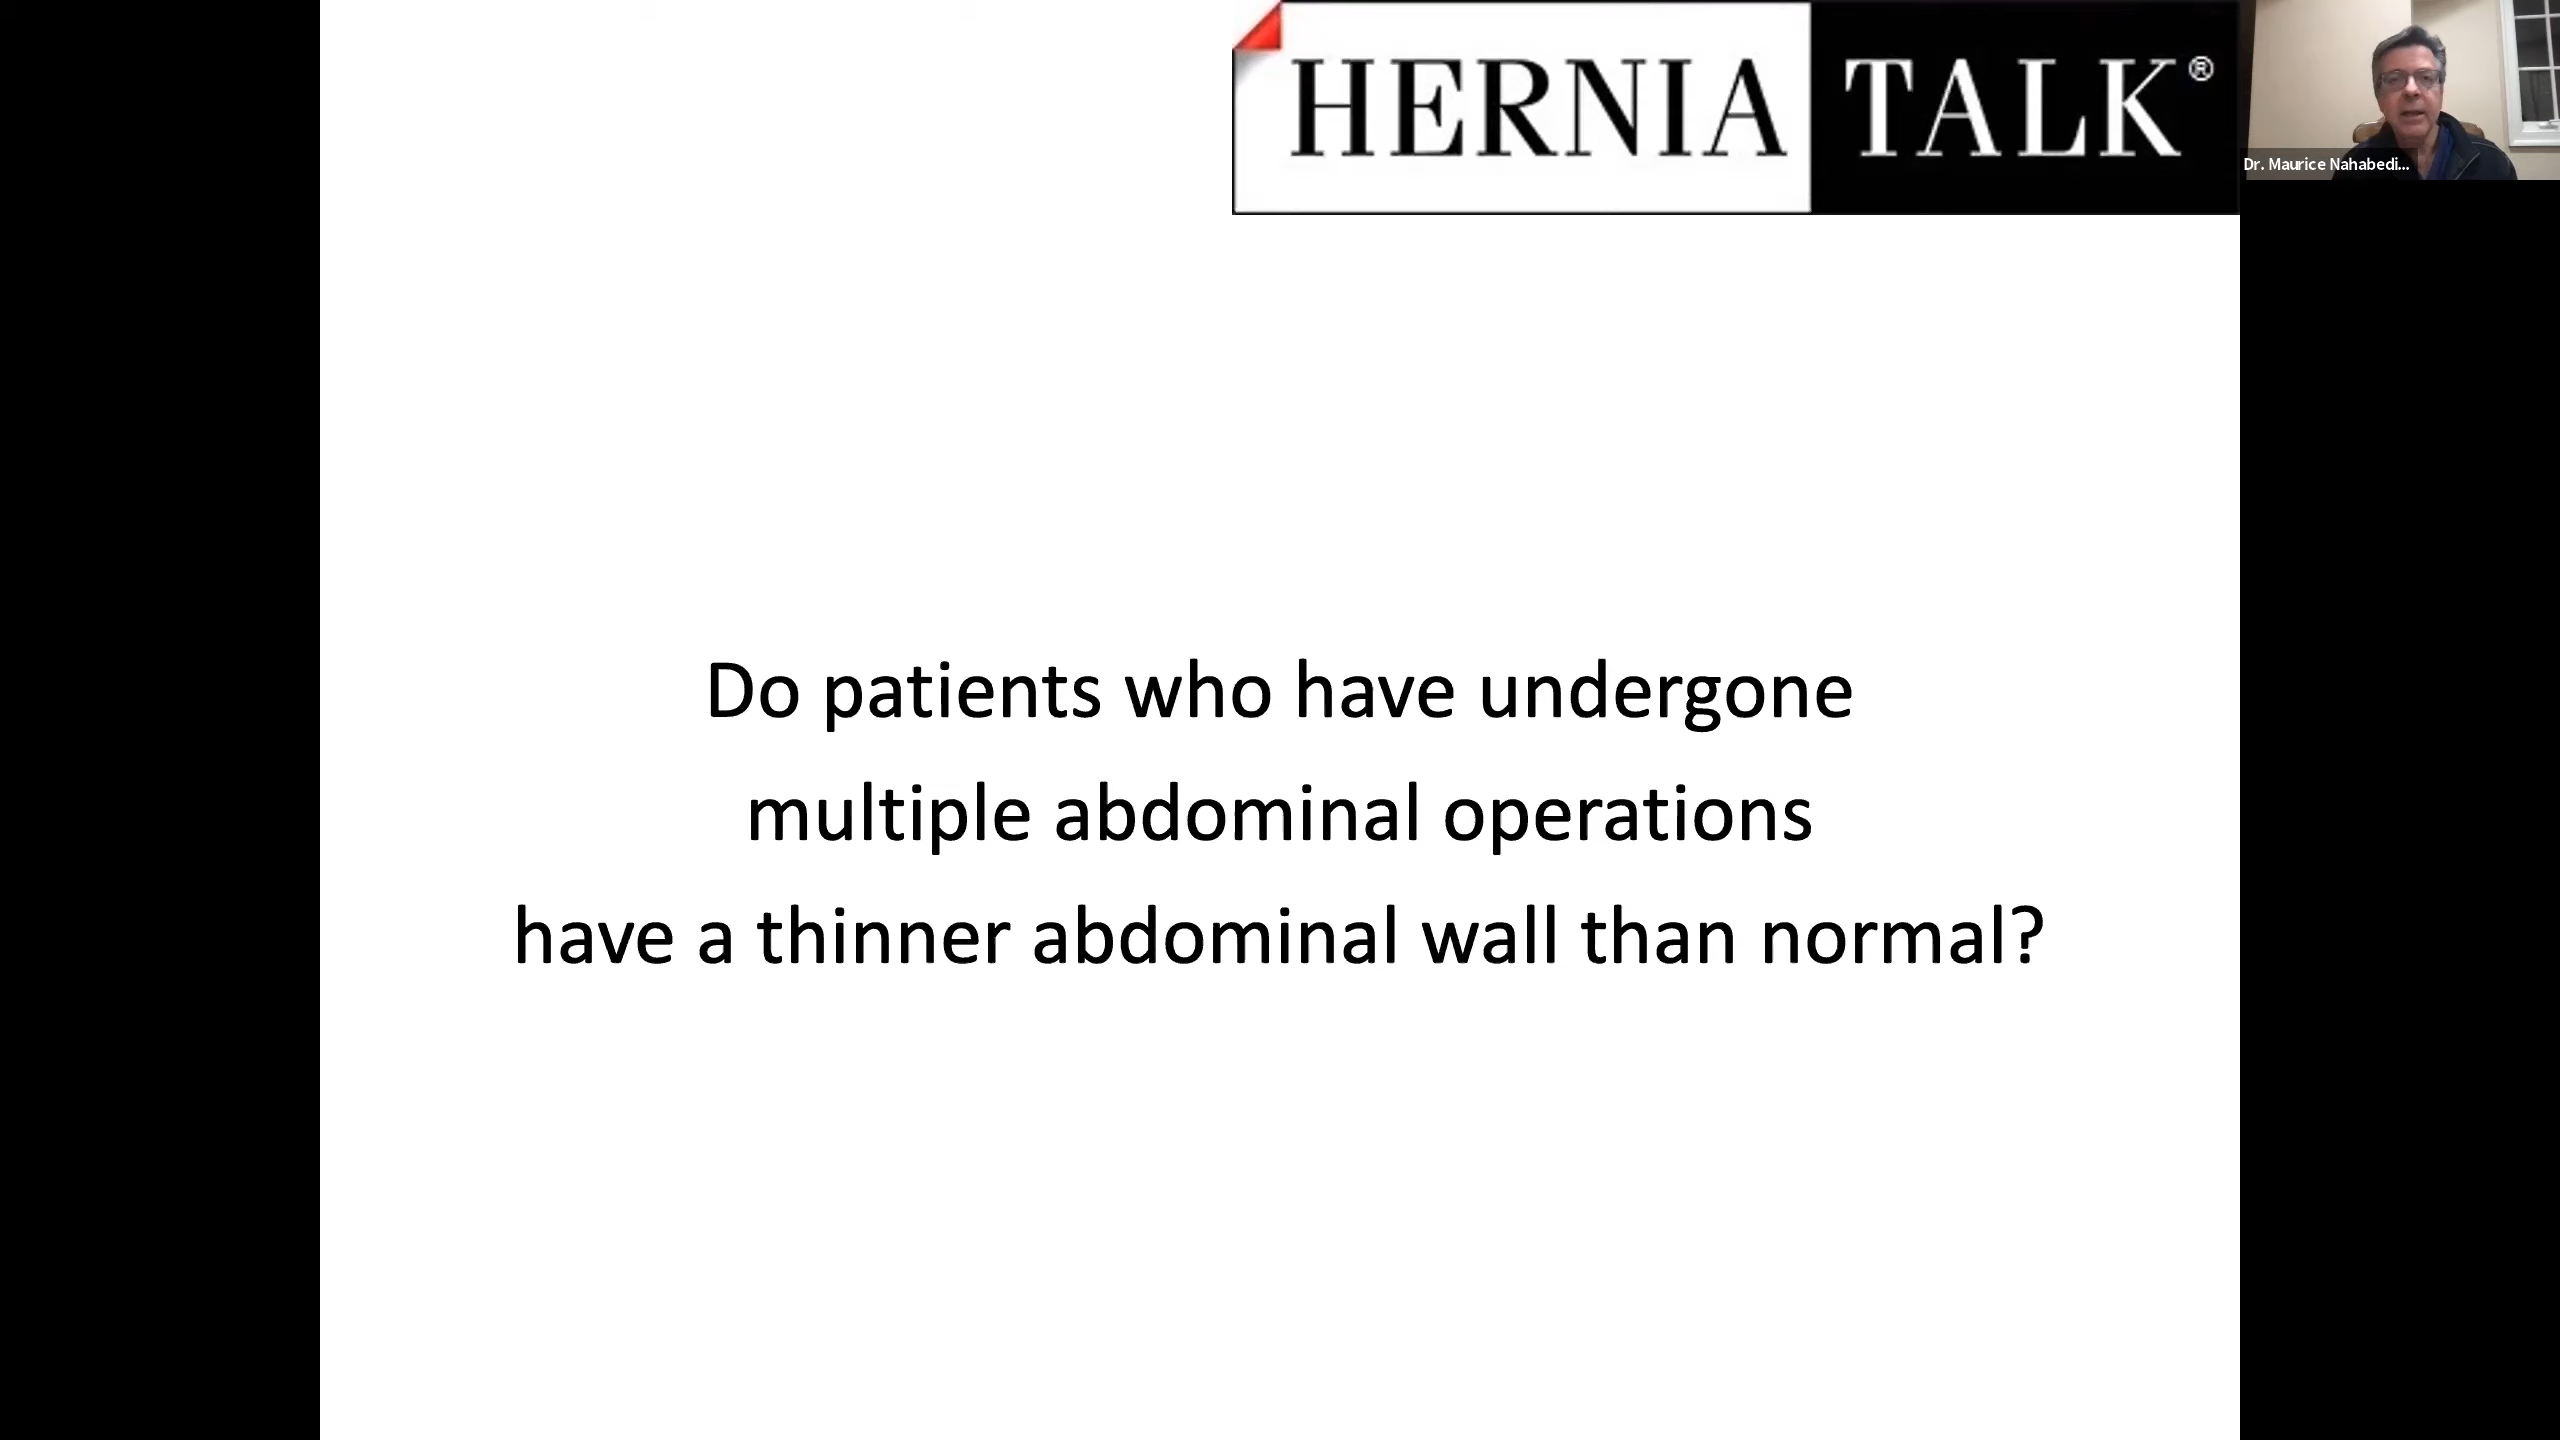 HERNIA TALK®
Dr. Maurice Nahabedi...
Do patients who have undergone
multiple abdominal operations
have a thinner abdominal wall than normal?